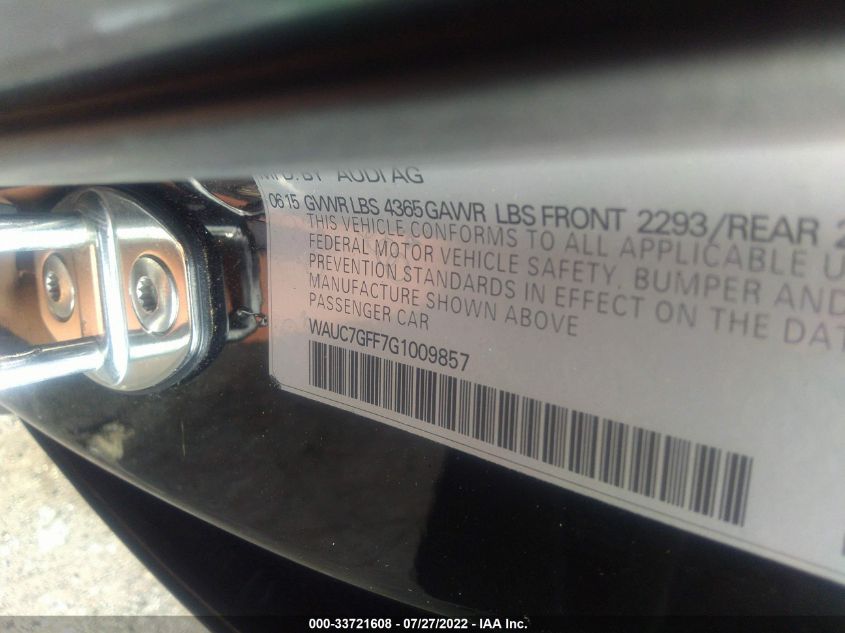 MFD. BY AUDI AG
06 15 GVWR LBS 4365 GAWR LBS FRONT 2293/REAR
THIS VEHICLE CONFORMS TO ALL APPLICABLE
FEDERAL MOTOR VEHICLE SAFETY, BUMPER AND
PREVENTION STANDARDS IN EFFECT ON THE
MANUFACTURE SHOWN ABOVE
PASSENGER CAR
WAUC7GFF7G1009857
000-33721608 - 07/27/2022 - IAA Inc.